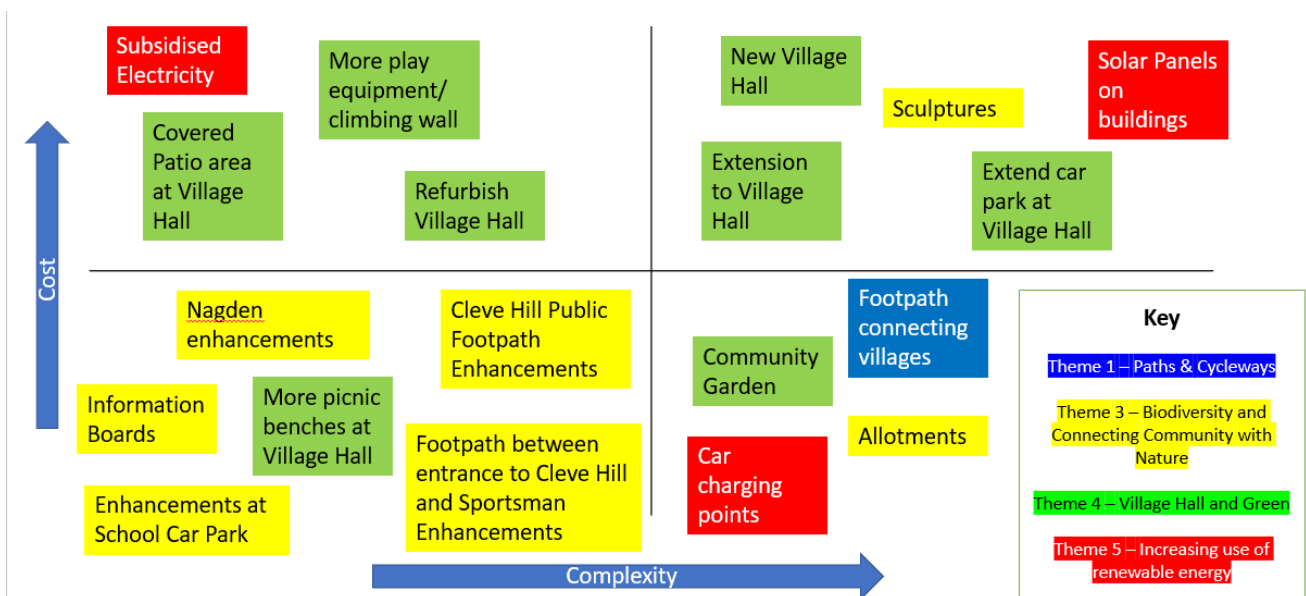 Subsidised
Electricity
More play
equipment/
climbing wall
Covered
Patio area
at Village
Hall
Refurbish
Village Hall
New Village
Hall
Sculptures
Solar Panels
on
buildings
Extension
to Village
Hall
Extend car
park at
Village Hall
Cost
Nagden
enhancements
Cleve Hill Public
Footpath
Enhancements
Information
Boards
More picnic
benches at
Village Hall
Footpath between
entrance to Cleve Hill
and Sportsman
Enhancements
Enhancements at
School Car Park
Footpath
connecting
villages
Community
Garden
Allotments
Car
charging
points
Complexity
Key
Theme 1 – Paths & Cycleways
Theme 3 – Biodiversity and
Connecting Community with
Nature
Theme 4 – Village Hall and Green
Theme 5 – Increasing use of
renewable energy